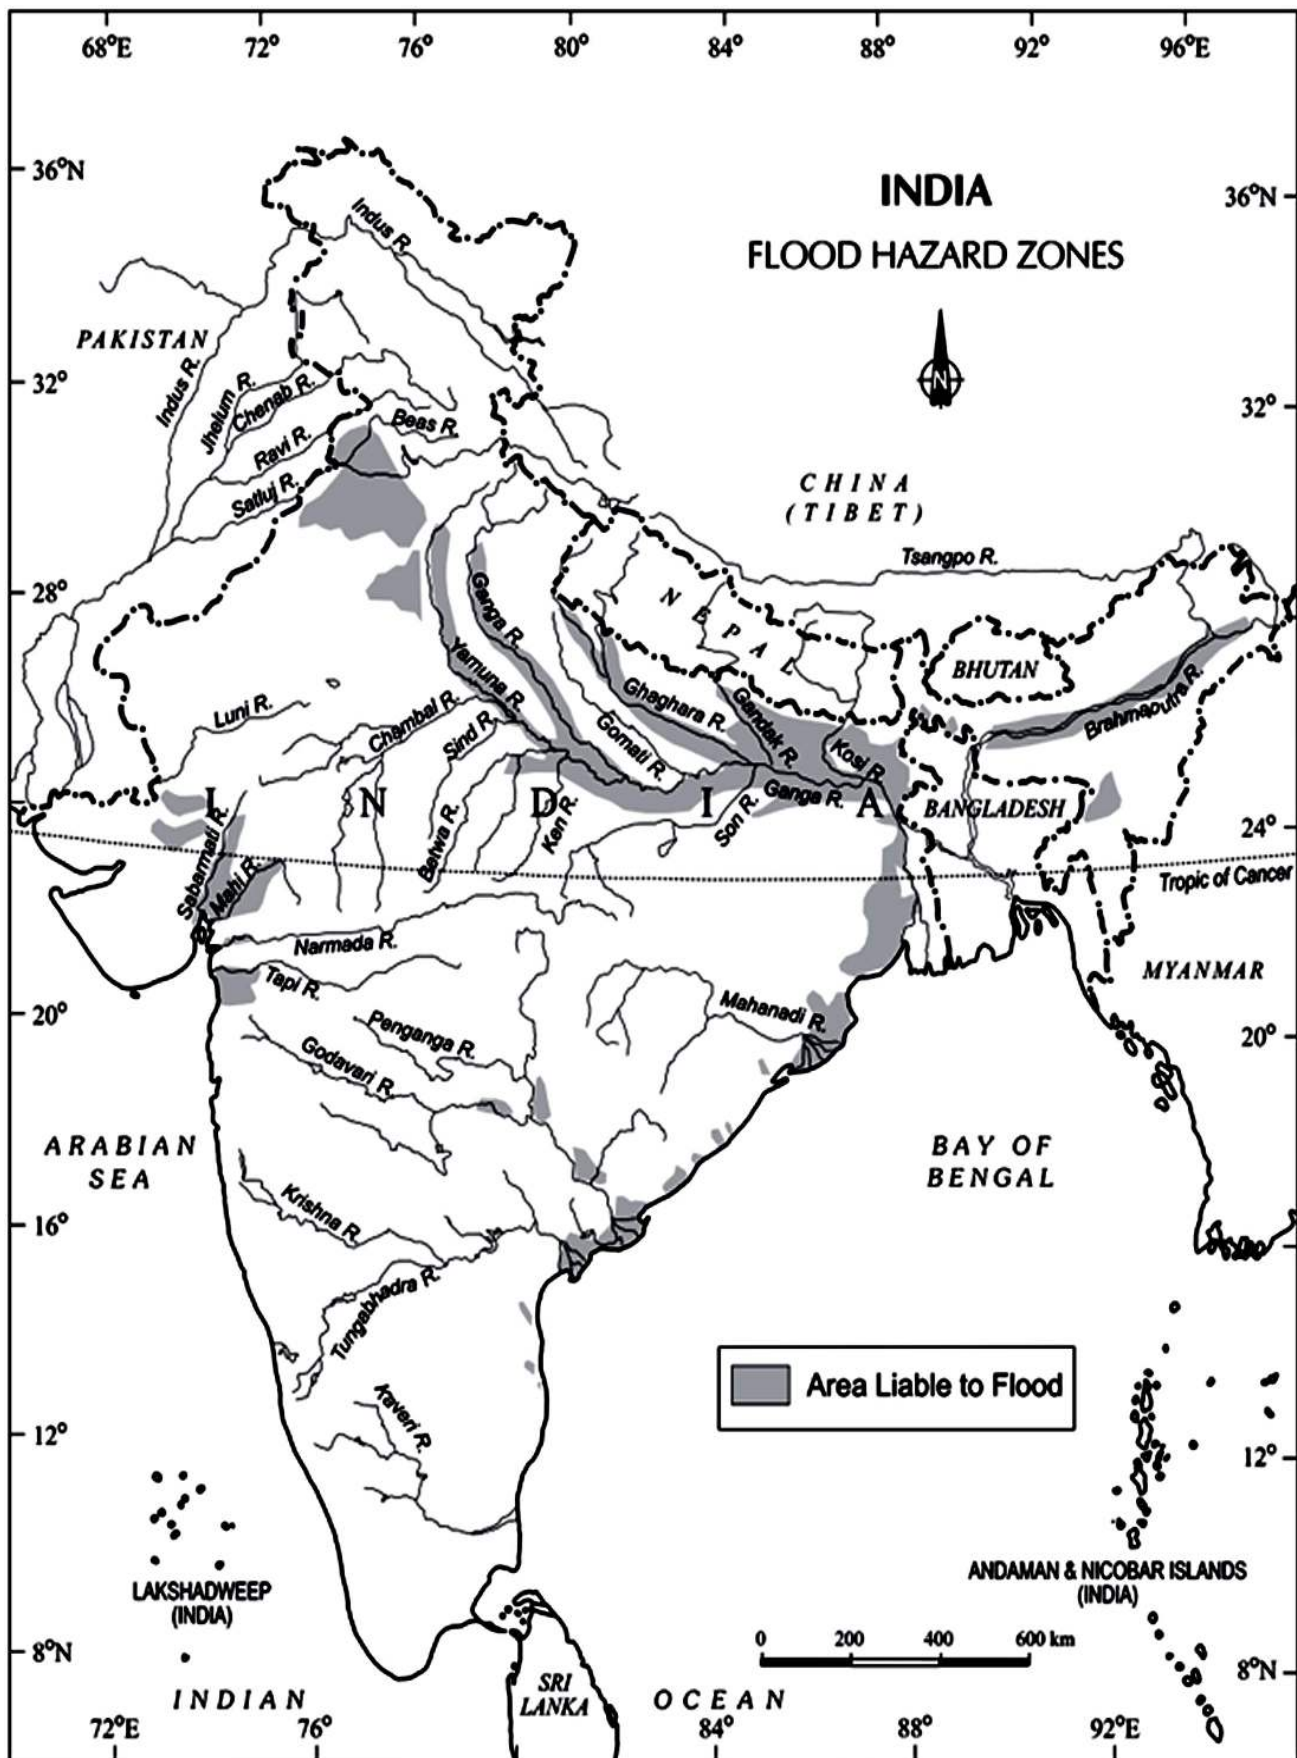 68°E 72° 76° 80° 84° 88° 92° 96°E
36°N
INDIA
36°N
FLOOD HAZARD ZONES
Indus R.
N
PAKISTAN
Indus R.
Jhelum R.
Chenab R.
32°
32°
Beas R.
Ravi R.
Satluj R.
CHINA
(TIBET)
Tsangpo R.
28°
Ganga R.
NEPAL
BHUTAN
Yamuna R.
Ghaghara R.
Gandak R.
Brahmaputra R.
Luni R.
Chambal R.
Sind R.
Gomati R.
Kosi R.
Ganga R.
I N D I A
BANGLADESH
Sabarmati R.
Betwa R.
Ken R.
Son R.
24°
Mahi R.
Tropic of Cancer
Narmada R.
Tapi R.
MYANMAR
Mahanadi R.
20°
Penganga R.
20°
Godavari R.
ARABIAN
SEA
BAY OF
BENGAL
Krishna R.
16°
Tungabhadra R.
Area Liable to Flood
Kaveri R.
12°
12°
LAKSHADWEEP
(INDIA)
ANDAMAN & NICOBAR ISLANDS
(INDIA)
0 200 400 600 km
8°N
8°N
SRI
LANKA
INDIAN OCEAN
72°E 76° 84° 88° 92°E